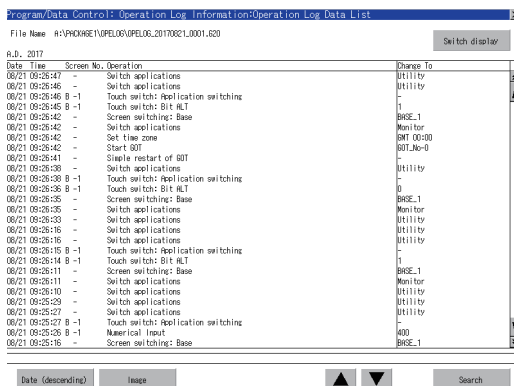 Program/Data Control: Operation Log Information:Operation Log Data List
File Name A:\PACKAGE1\OPELOG\OPELOG_20170821_0001.G2O
Switch display
A.D. 2017
Date Time Screen No. Operation Change To
08/21 09:26:47 - Switch applications Utility
08/21 09:26:46 - Switch applications Utility
08/21 09:26:46 B -1 Touch switch: Application switching -
08/21 09:26:45 B -1 Touch switch: Bit ALT 1
08/21 09:26:42 - Screen switching: Base BASE_1
08/21 09:26:42 - Switch applications Monitor
08/21 09:26:42 - Set time zone GMT 00:00
08/21 09:26:42 - Start GOT GOT_No-0
08/21 09:26:41 - Simple restart of GOT -
08/21 09:26:38 - Switch applications Utility
08/21 09:26:38 B -1 Touch switch: Application switching -
08/21 09:26:36 B -1 Touch switch: Bit ALT 0
08/21 09:26:35 - Screen switching: Base BASE_1
08/21 09:26:35 - Switch applications Monitor
08/21 09:26:33 - Switch applications Utility
08/21 09:26:16 - Switch applications Utility
08/21 09:26:16 - Switch applications Utility
08/21 09:26:15 B -1 Touch switch: Application switching -
08/21 09:26:14 B -1 Touch switch: Bit ALT 1
08/21 09:26:11 - Screen switching: Base BASE_1
08/21 09:26:11 - Switch applications Monitor
08/21 09:26:10 - Switch applications Utility
08/21 09:25:29 - Switch applications Utility
08/21 09:25:27 - Switch applications Utility
08/21 09:25:27 B -1 Touch switch: Application switching -
08/21 09:25:26 B -1 Numerical Input 400
08/21 09:25:16 - Screen switching: Base BASE_1
Date (descending) Image ▲ ▼ Search